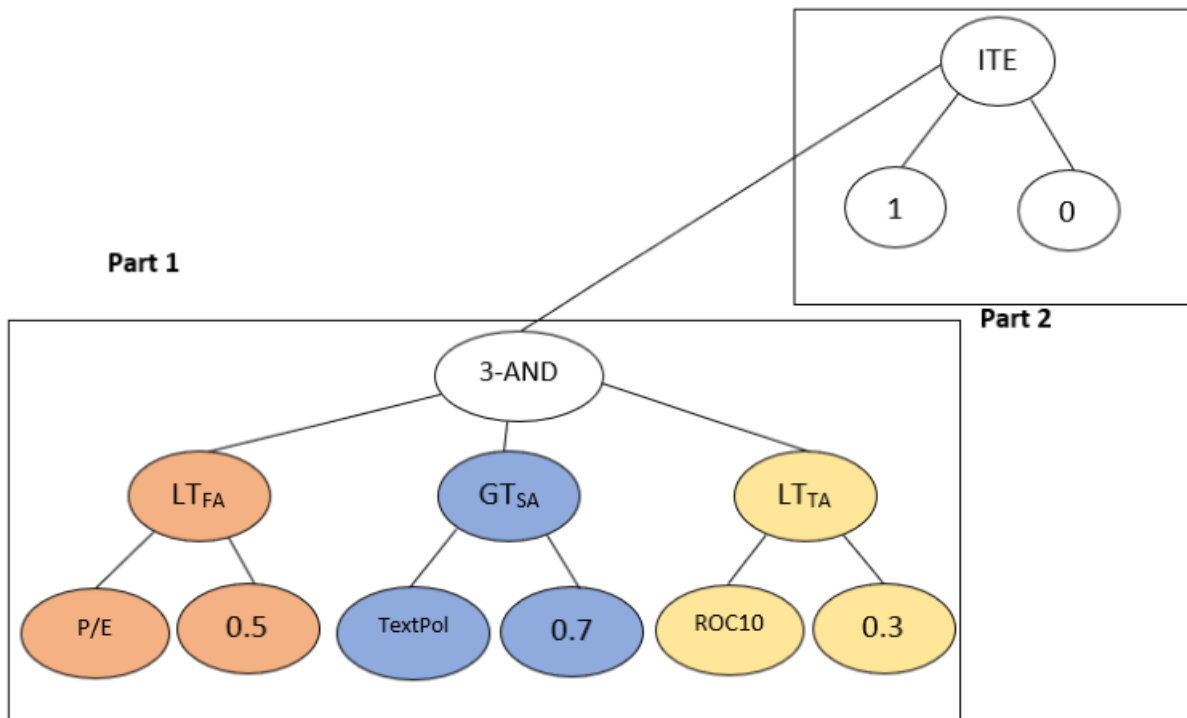 ITE
1
0
Part 1
Part 2
3-AND
LTFA
GTSA
LTTA
P/E
0.5
TextPol
0.7
ROC10
0.3